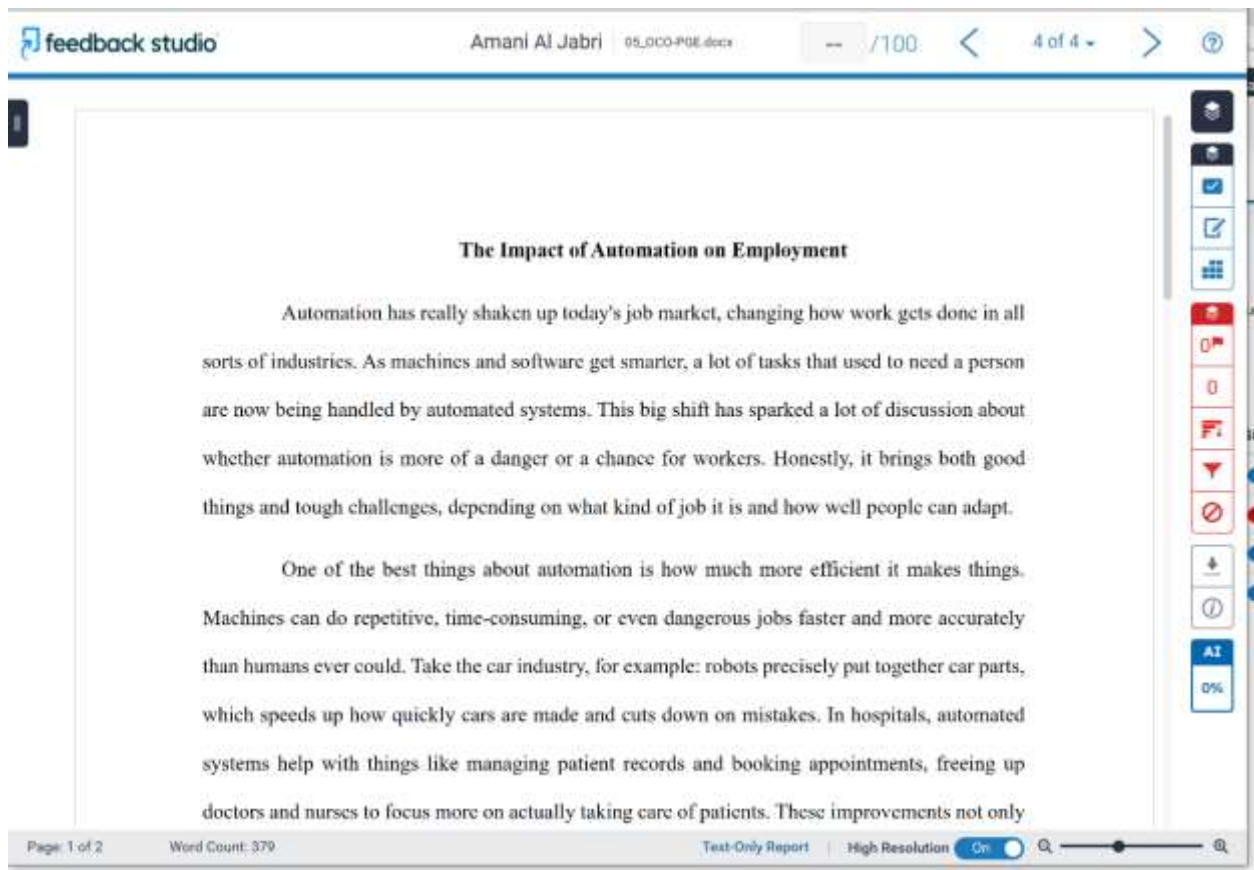 feedback studio
Amani Al Jabri
05_OCO-PGE.docx
-- /100
4 of 4
The Impact of Automation on Employment
Automation has really shaken up today's job market, changing how work gets done in all
sorts of industries. As machines and software get smarter, a lot of tasks that used to need a person
are now being handled by automated systems. This big shift has sparked a lot of discussion about
whether automation is more of a danger or a chance for workers. Honestly, it brings both good
things and tough challenges, depending on what kind of job it is and how well people can adapt.
One of the best things about automation is how much more efficient it makes things.
Machines can do repetitive, time-consuming, or even dangerous jobs faster and more accurately
than humans ever could. Take the car industry, for example: robots precisely put together car parts,
which speeds up how quickly cars are made and cuts down on mistakes. In hospitals, automated
systems help with things like managing patient records and booking appointments, freeing up
doctors and nurses to focus more on actually taking care of patients. These improvements not only
0
0
AI
0%
Page: 1 of 2
Word Count: 379
Text-Only Report
High Resolution
On